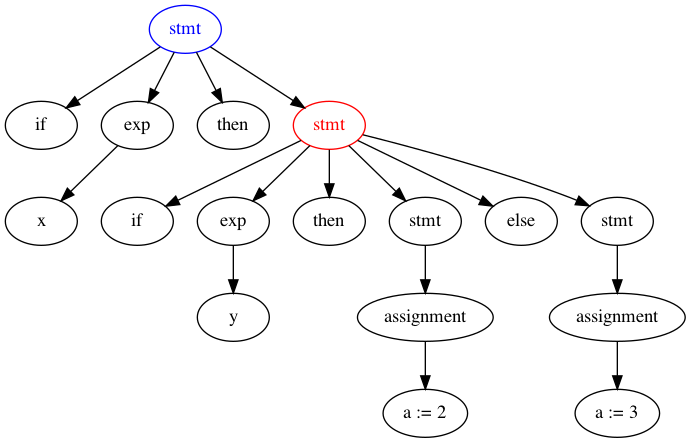 stmt
if exp then stmt
x if exp then stmt else stmt
y assignment assignment
a := 2 a := 3